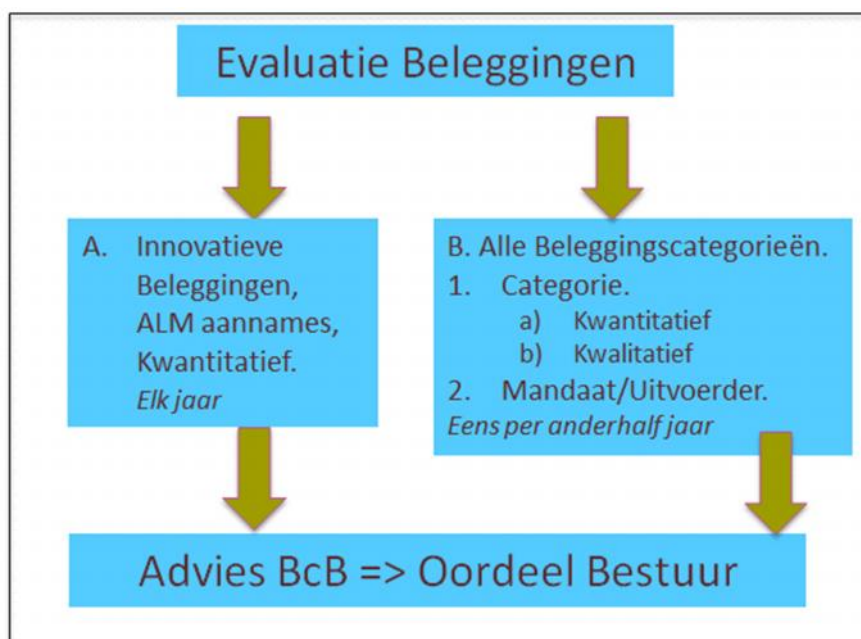 Evaluatie Beleggingen
A. Innovatieve
Beleggingen,
ALM aannames,
Kwantitatief.
Elk jaar
B. Alle Beleggingscategorieën.
1. Categorie.
a) Kwantitatief
b) Kwalitatief
2. Mandaat/Uitvoerder.
Eens per anderhalf jaar
Advies BcB => Oordeel Bestuur